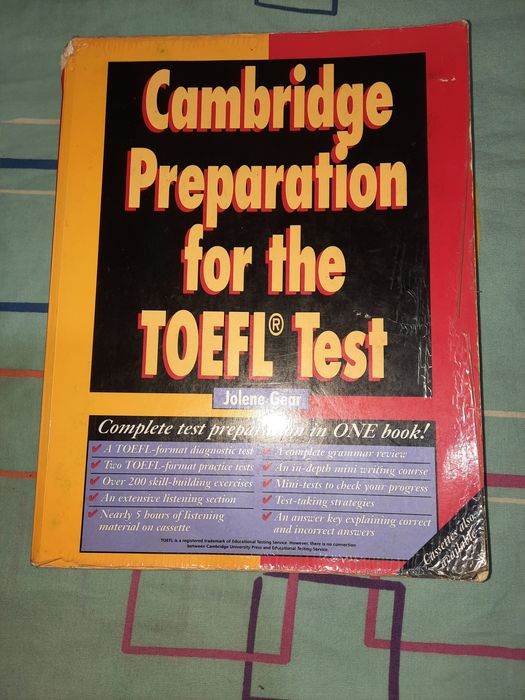 Cambridge
Preparation
for the
TOEFL® Test
Jolene Gear
Complete test preparation in ONE book!
✓ A TOEFL-format diagnostic test
✓ Two TOEFL-format practice tests
✓ Over 200 skill-building exercises
✓ An extensive listening section
✓ Nearly 5 hours of listening
material on cassette
✓ A complete grammar review
✓ An in-depth mini writing course
✓ Mini-tests to check your progress
✓ Test-taking strategies
✓ An answer key explaining correct
and incorrect answers
TOEFL is a registered trademark of Educational Testing Service. However, there is no connection
between Cambridge University Press and Educational Testing Service.
Cassettes also
available